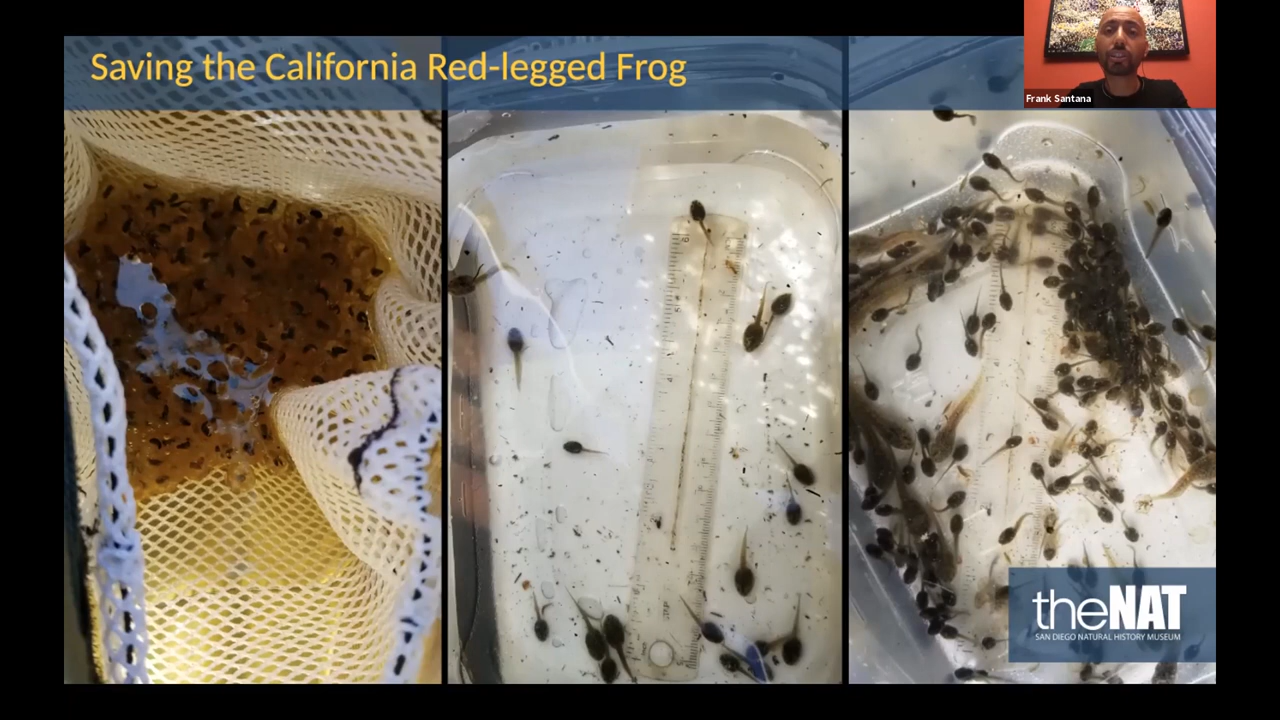 Saving the California Red-legged Frog
Frank Santana
theNAT
SAN DIEGO NATURAL HISTORY MUSEUM